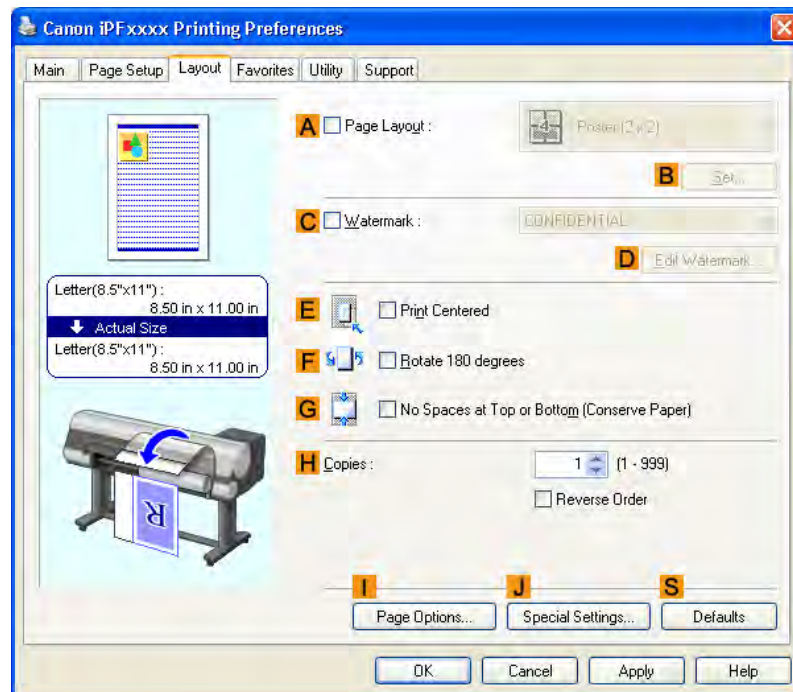 Canon iPFxxxx Printing Preferences
Main Page Setup Layout Favorites Utility Support
A Page Layout : 4 Poster (2 x 2)
B Set...
C Watermark : CONFIDENTIAL
D Edit Watermark...
Letter(8.5"x11") :
8.50 in x 11.00 in
Actual Size
Letter(8.5"x11") :
8.50 in x 11.00 in
E Print Centered
F Rotate 180 degrees
G No Spaces at Top or Bottom (Conserve Paper)
H Copies : 1 (1 - 999)
Reverse Order
R
I J S
Page Options... Special Settings... Defaults
OK Cancel Apply Help